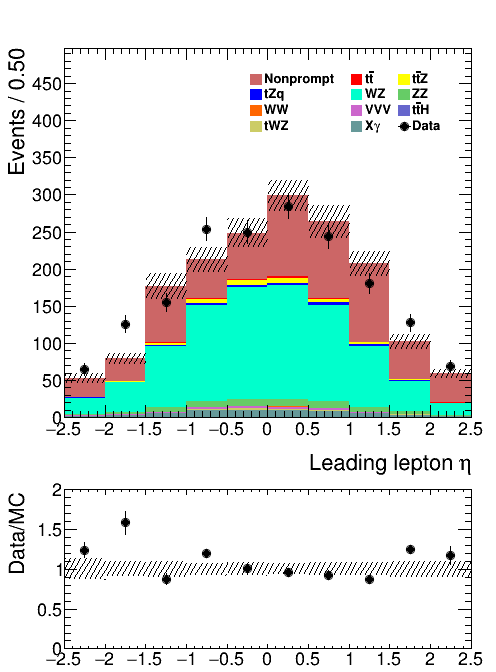 Events / 0.50
450
400
350
300
250
200
150
100
50
0
Nonprompt tt̄ tt̄Z
tZq WZ ZZ
WW VVV tt̄H
tWZ Xγ Data
−2.5 −2 −1.5 −1 −0.5 0 0.5 1 1.5 2 2.5
Leading lepton η
Data/MC
2
1.5
1
0.5
0
−2.5 −2 −1.5 −1 −0.5 0 0.5 1 1.5 2 2.5